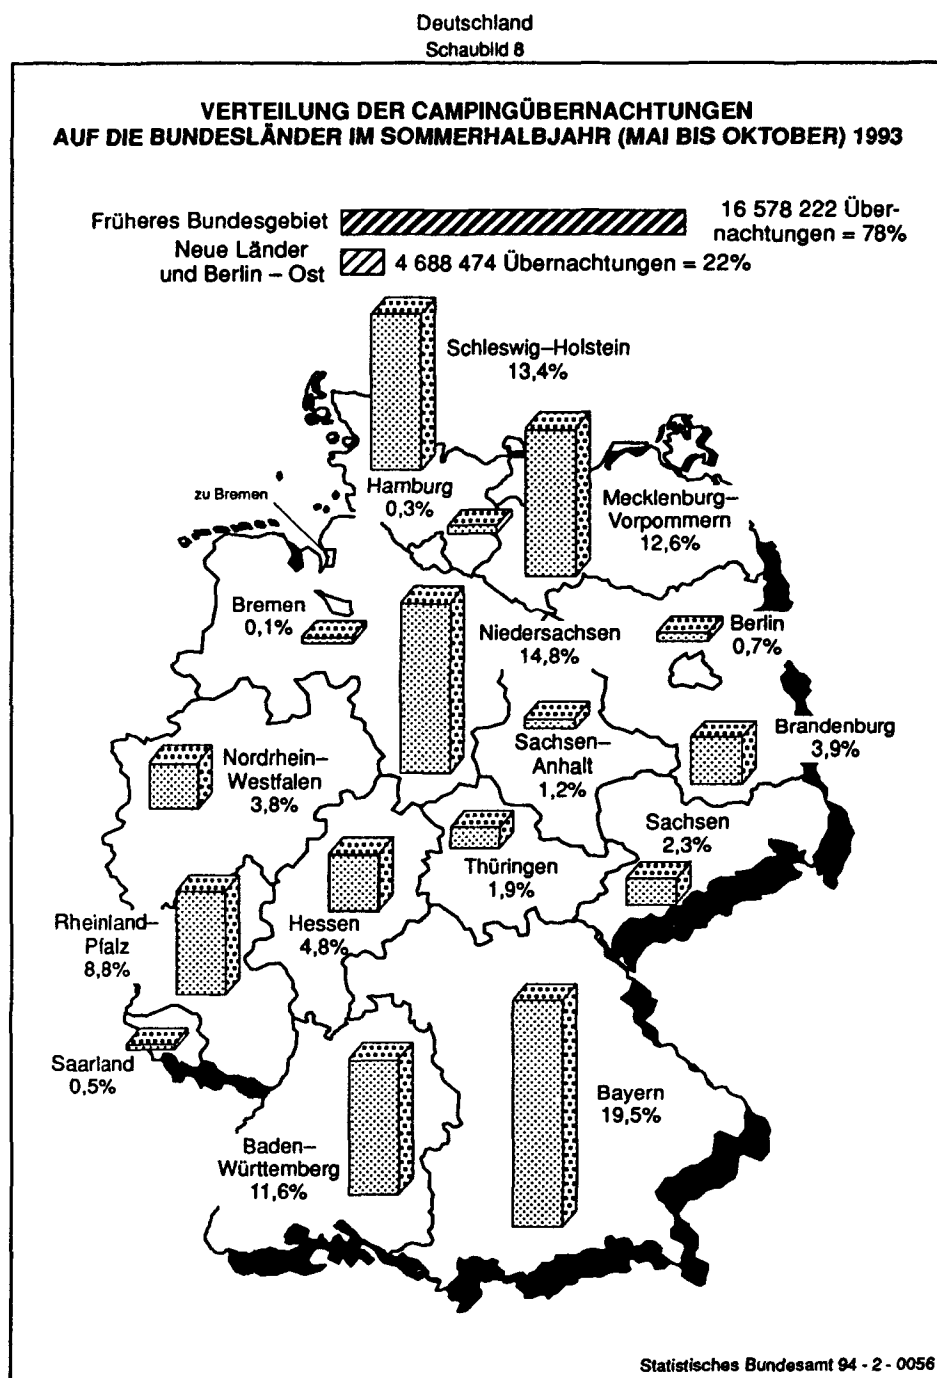 Deutschland
Schaubild 8
VERTEILUNG DER CAMPINGÜBERNACHTUNGEN
AUF DIE BUNDESLÄNDER IM SOMMERHALBJAHR (MAI BIS OKTOBER) 1993
Früheres Bundesgebiet
16 578 222 Über-
nachtungen = 78%
Neue Länder
und Berlin – Ost
4 688 474 Übernachtungen = 22%
Schleswig–Holstein
13,4%
Hamburg
0,3%
zu Bremen
Mecklenburg–
Vorpommern
12,6%
Bremen
0,1%
Niedersachsen
14,8%
Berlin
0,7%
Nordrhein–
Westfalen
3,8%
Sachsen–
Anhalt
1,2%
Brandenburg
3,9%
Sachsen
2,3%
Thüringen
1,9%
Hessen
4,8%
Rheinland–
Pfalz
8,8%
Saarland
0,5%
Bayern
19,5%
Baden–
Württemberg
11,6%
Statistisches Bundesamt 94 - 2 - 0056